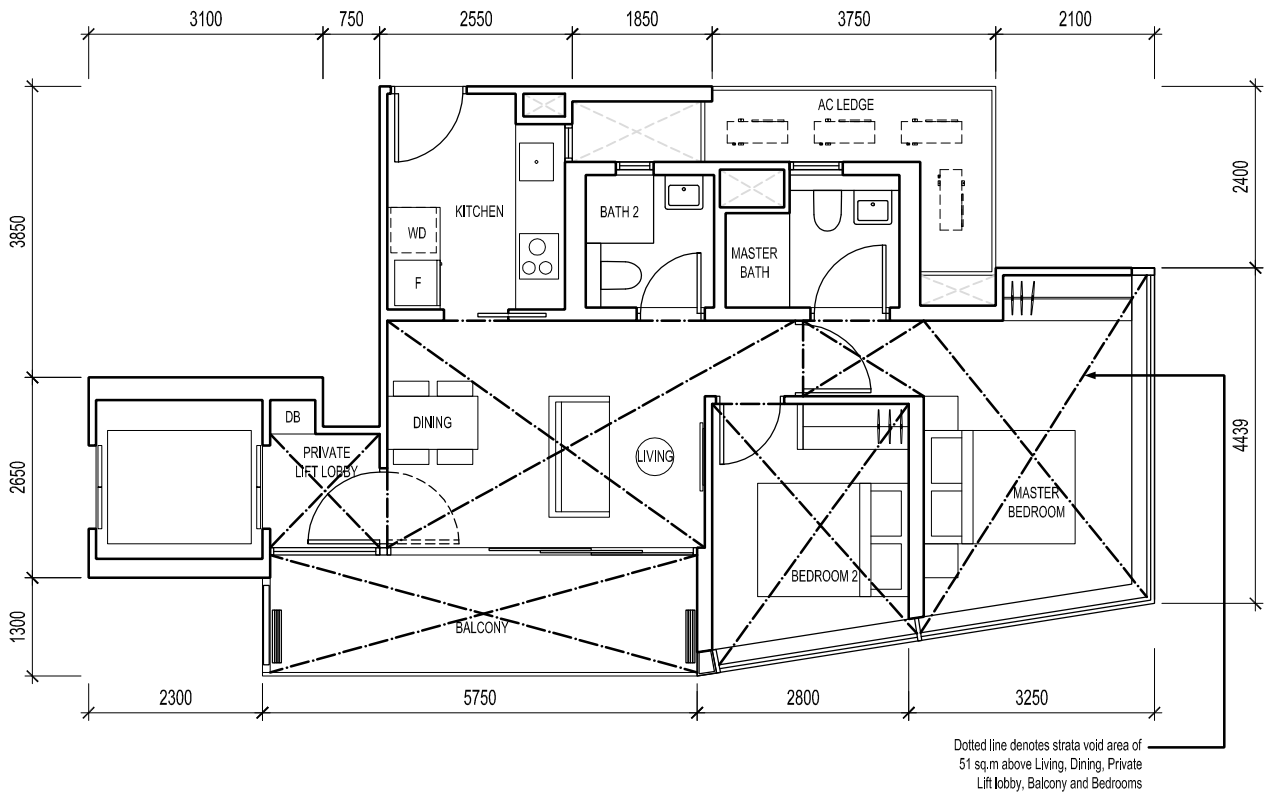 3100
750
2550
1850
3750
2100
AC LEDGE
2400
3850
KITCHEN
BATH 2
WD
MASTER
BATH
F
DB
DINING
PRIVATE
LIFT LOBBY
LIVING
2650
4439
MASTER
BEDROOM
BEDROOM 2
1300
BALCONY
2300
5750
2800
3250
Dotted line denotes strata void area of
51 sq.m above Living, Dining, Private
Lift lobby, Balcony and Bedrooms